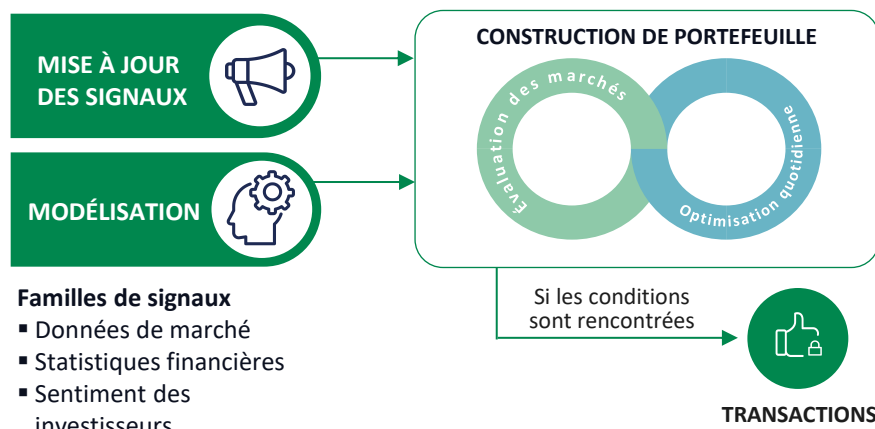 MISE À JOUR
DES SIGNAUX
MODÉLISATION
CONSTRUCTION DE PORTEFEUILLE
Évaluation des marchés
Optimisation quotidienne
Familles de signaux
▪ Données de marché
▪ Statistiques financières
▪ Sentiment des
investisseurs
Si les conditions
sont rencontrées
TRANSACTIONS